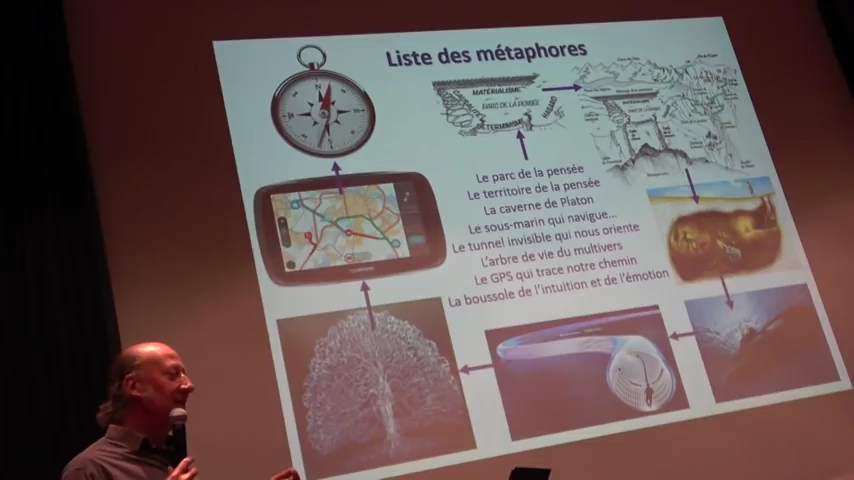 Liste des métaphores
MATÉRIALISME
PARC DE LA PENSÉE
DÉTERMINISME
HASARD
Le parc de la pensée
Le territoire de la pensée
La caverne de Platon
Le sous-marin qui navigue...
Le tunnel invisible qui nous oriente
L'arbre de vie du multivers
Le GPS qui trace notre chemin
La boussole de l'intuition et de l'émotion
N